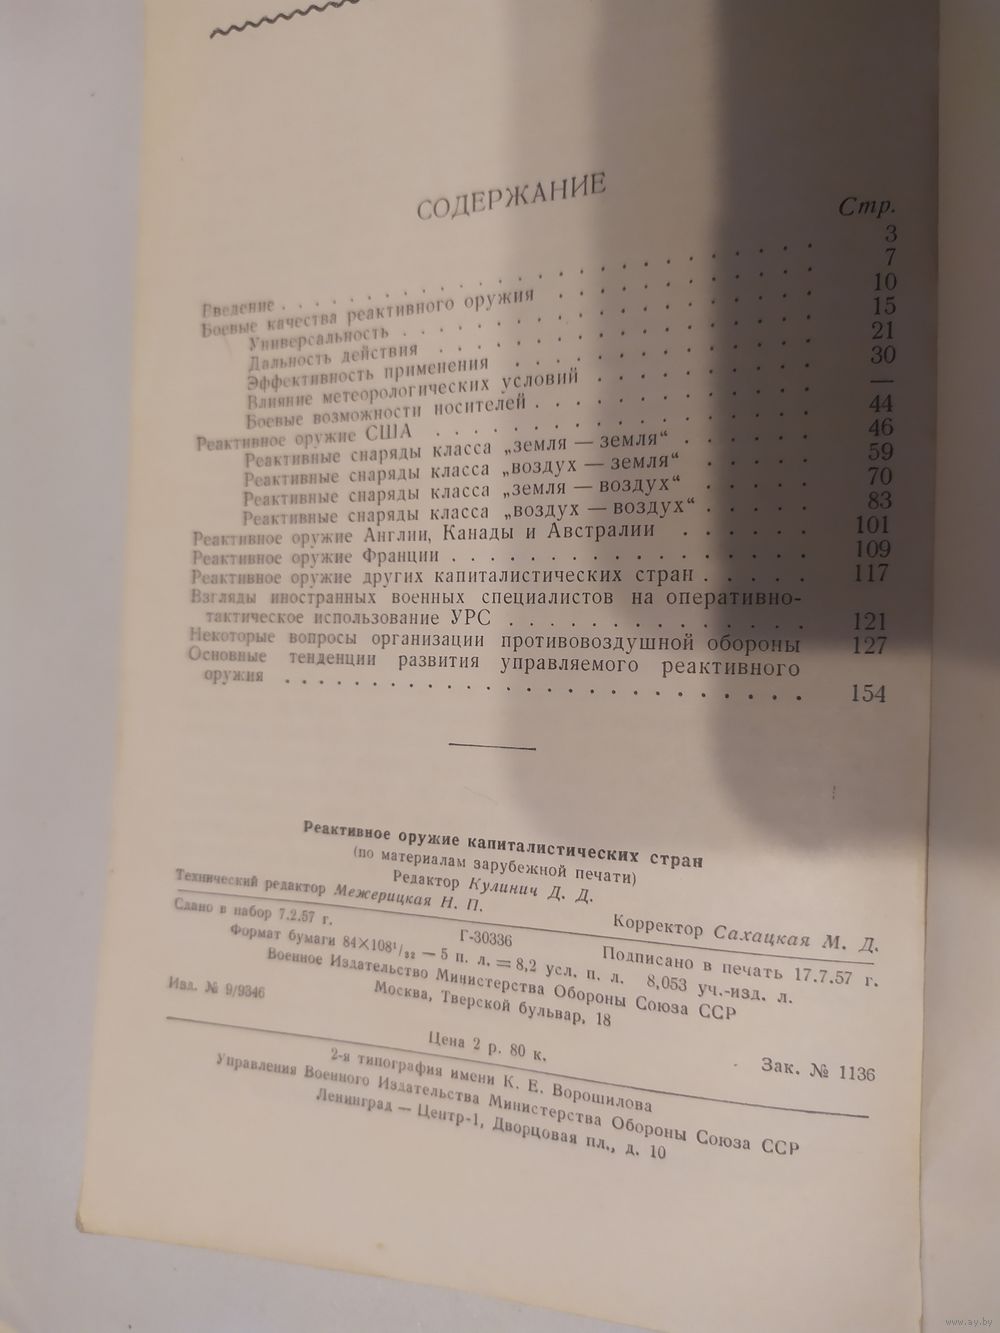 СОДЕРЖАНИЕ
Стр.
Введение . . . . . . . . . . . . . . . . . . . . . . 3
Боевые качества реактивного оружия . . . . . . . . . . . 7
Универсальность . . . . . . . . . . . . . . . . . 10
Дальность действия . . . . . . . . . . . . . . . . 15
Эффективность применения . . . . . . . . . . . . . 21
Влияние метеорологических условий . . . . . . . . . 30
Боевые возможности носителей . . . . . . . . . . . . —
Реактивное оружие США . . . . . . . . . . . . . . . . 44
Реактивные снаряды класса „земля — земля“ . . . . . . 46
Реактивные снаряды класса „воздух — земля“ . . . . . 59
Реактивные снаряды класса „земля — воздух“ . . . . . 70
Реактивные снаряды класса „воздух — воздух“ . . . . . 83
Реактивное оружие Англии, Канады и Австралии . . . . . . 101
Реактивное оружие Франции . . . . . . . . . . . . . . . 109
Реактивное оружие других капиталистических стран . . . . . 117
Взгляды иностранных военных специалистов на оперативно-
тактическое использование УРС . . . . . . . . . . . . 121
Некоторые вопросы организации противовоздушной обороны 127
Основные тенденции развития управляемого реактивного
оружия . . . . . . . . . . . . . . . . . . . . . 154
Реактивное оружие капиталистических стран
(по материалам зарубежной печати)
Редактор Кулинич Д. Д.
Технический редактор Межерицкая Н. П. Корректор Сахацкая М. Д.
Сдано в набор 7.2.57 г. Г-30336 Подписано в печать 17.7.57 г.
Формат бумаги 84×108¹/₃₂ — 5 п. л. = 8,2 усл. п. л. 8,053 уч.-изд. л.
Военное Издательство Министерства Обороны Союза ССР
Москва, Тверской бульвар, 18
Изд. № 9/9346 Зак. № 1136
Цена 2 р. 80 к.
2-я типография имени К. Е. Ворошилова
Управления Военного Издательства Министерства Обороны Союза ССР
Ленинград — Центр-1, Дворцовая пл., д. 10
www.ay.by